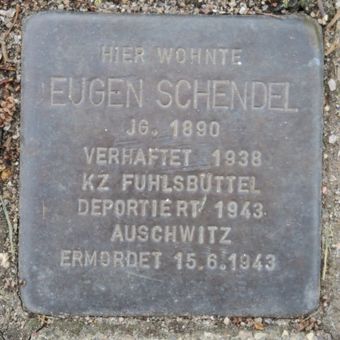 HIER WOHNTE
EUGEN SCHENDEL
JG. 1890
VERHAFTET 1938
KZ FUHLSBÜTTEL
DEPORTIERT 1943
AUSCHWITZ
ERMORDET 15.6.1943